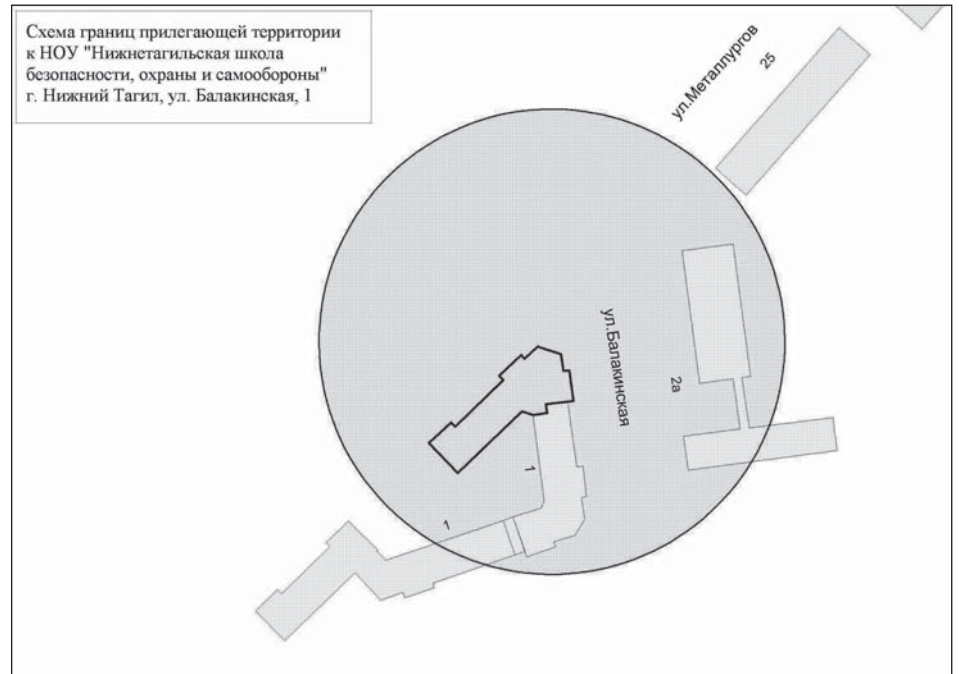 Схема границ прилегающей территории
к НОУ "Нижнетагильская школа
безопасности, охраны и самообороны"
г. Нижний Тагил, ул. Балакинская, 1
ул.Металлургов
25
ул.Балакинская
2а
1
1